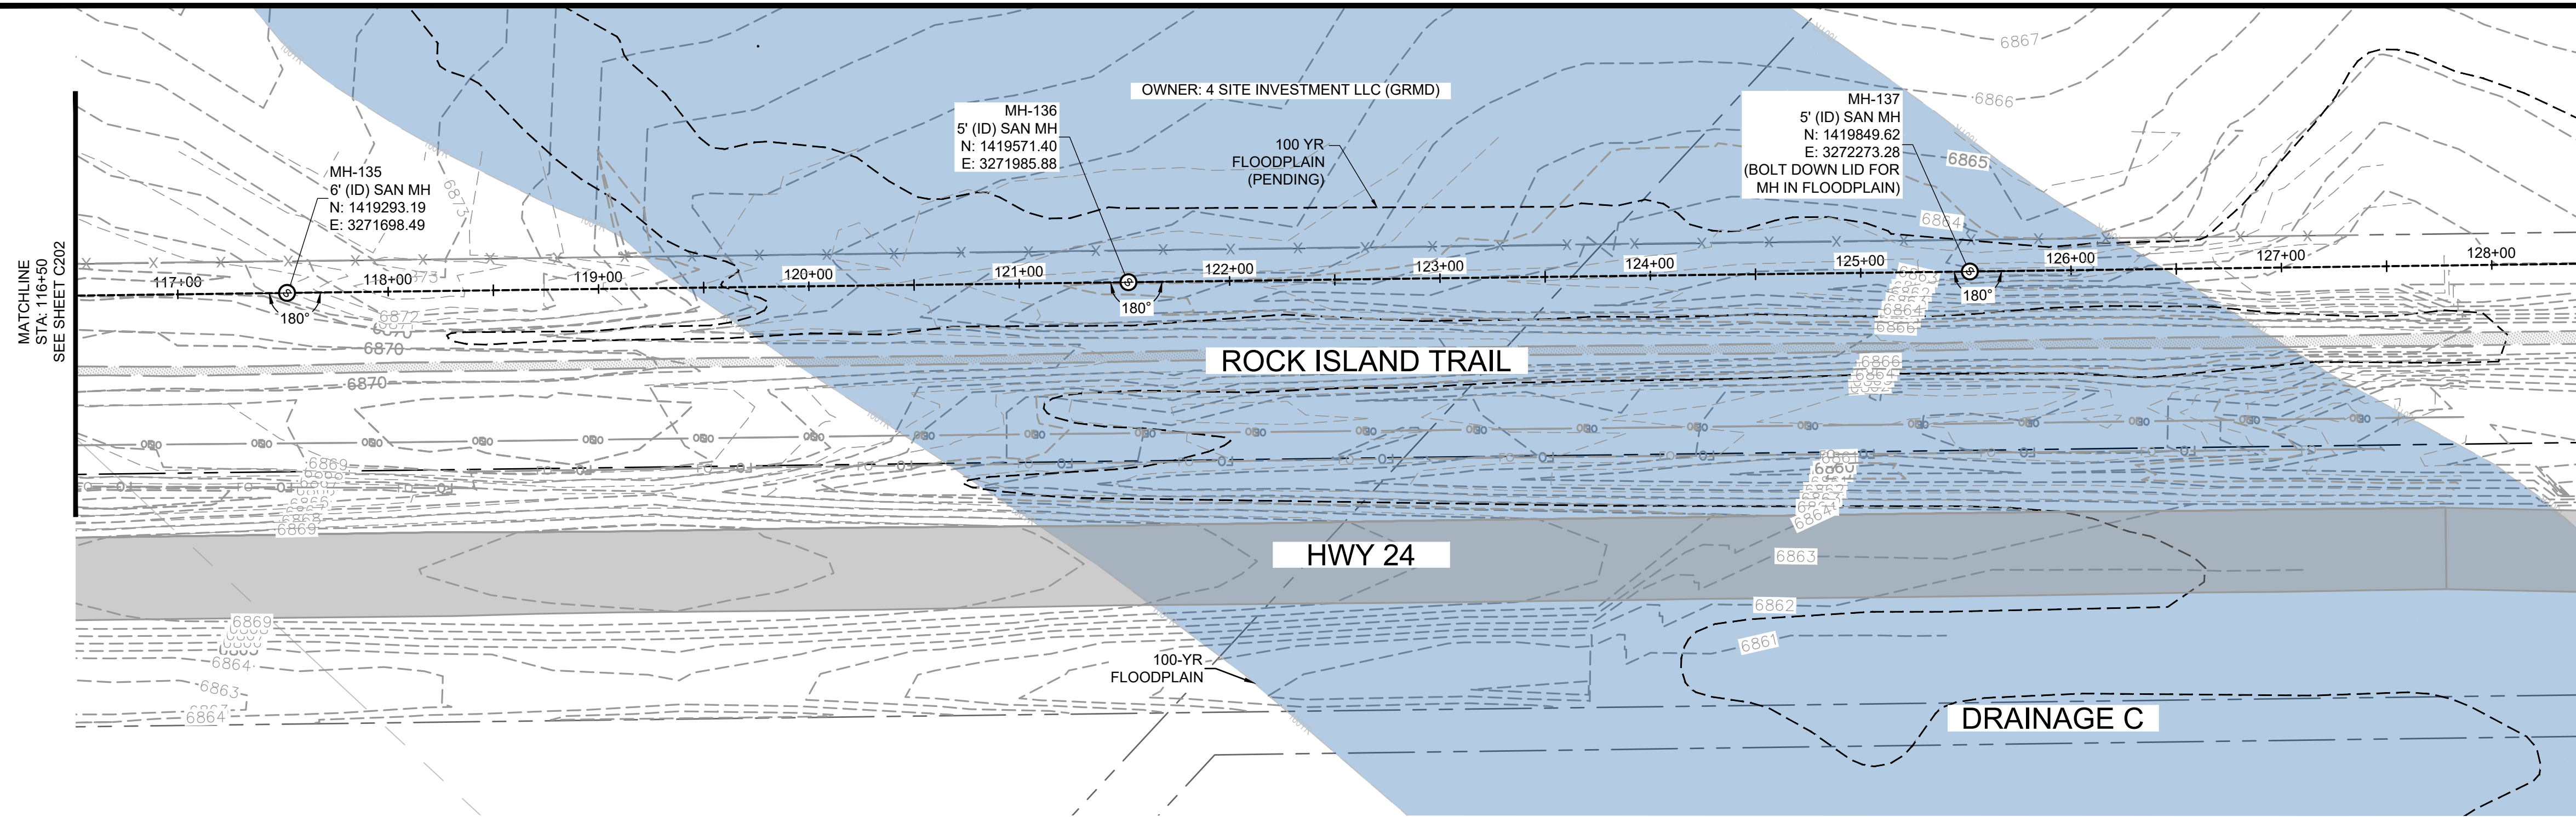 MATCHLINE
STA: 116+50
SEE SHEET C202
MH-135
6' (ID) SAN MH
N: 1419293.19
E: 3271698.49
MH-136
5' (ID) SAN MH
N: 1419571.40
E: 3271985.88
OWNER: 4 SITE INVESTMENT LLC (GRMD)
100 YR
FLOODPLAIN
(PENDING)
MH-137
5' (ID) SAN MH
N: 1419849.62
E: 3272273.28
(BOLT DOWN LID FOR
MH IN FLOODPLAIN)
6867
6866
6865
6864
6873
117+00
118+00
119+00
120+00
121+00
122+00
123+00
124+00
125+00
126+00
127+00
128+00
180°
180°
180°
6872
6870
6870
6866
6866
ROCK ISLAND TRAIL
6869
6869
6864
HWY 24
6863
6862
6861
6869
6864
6863
6864
100-YR
FLOODPLAIN
DRAINAGE C